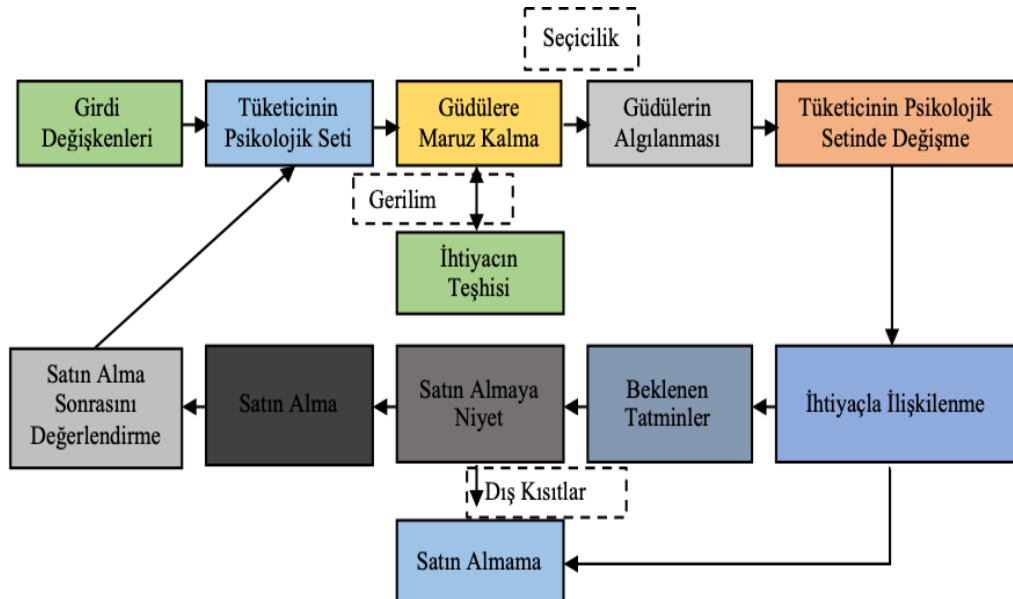 Seçicilik
Girdi
Değişkenleri
Tüketicinin
Psikolojik Seti
Güdülere
Maruz Kalma
Güdülerin
Algılanması
Tüketicinin Psikolojik
Setinde Değişme
Gerilim
İhtiyacın
Teşhisi
Satın Alma
Sonrasını
Değerlendirme
Satın Alma
Satın Almaya
Niyet
Beklenen
Tatminler
İhtiyaçla İlişkilenme
Dış Kısıtlar
Satın Almama